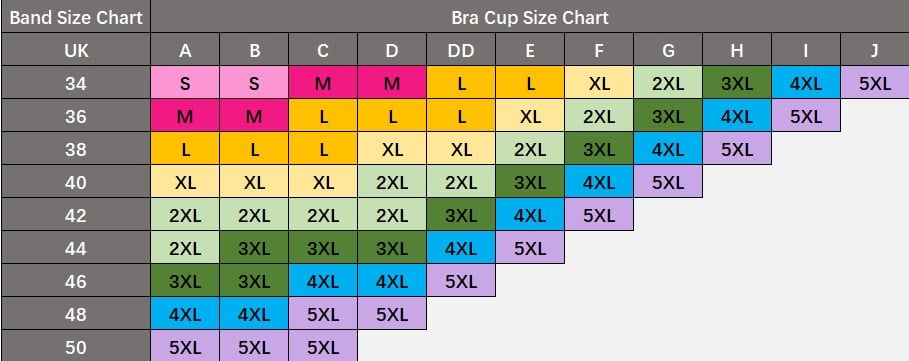 Band Size Chart Bra Cup Size Chart
UK A B C D DD E F G H I J
34 S S M M L L XL 2XL 3XL 4XL 5XL
36 M M L L L XL 2XL 3XL 4XL 5XL
38 L L L XL XL 2XL 3XL 4XL 5XL
40 XL XL XL 2XL 2XL 3XL 4XL 5XL
42 2XL 2XL 2XL 2XL 3XL 4XL 5XL
44 2XL 3XL 3XL 3XL 4XL 5XL
46 3XL 3XL 4XL 4XL 5XL
48 4XL 4XL 5XL 5XL
50 5XL 5XL 5XL